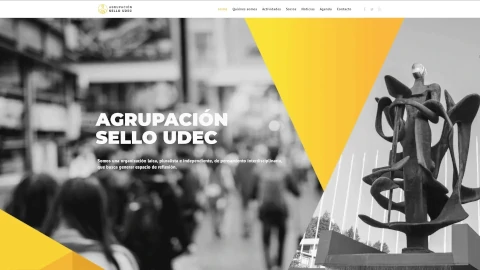 AGRUPACIÓN
SELLO UDEC
Home Quiénes somos Actividades Socios Noticias Agenda Contacto
AGRUPACIÓN
SELLO UDEC
Somos una organización laica, pluralista e independiente, de pensamiento interdisciplinario,
que busca generar espacio de reflexión.